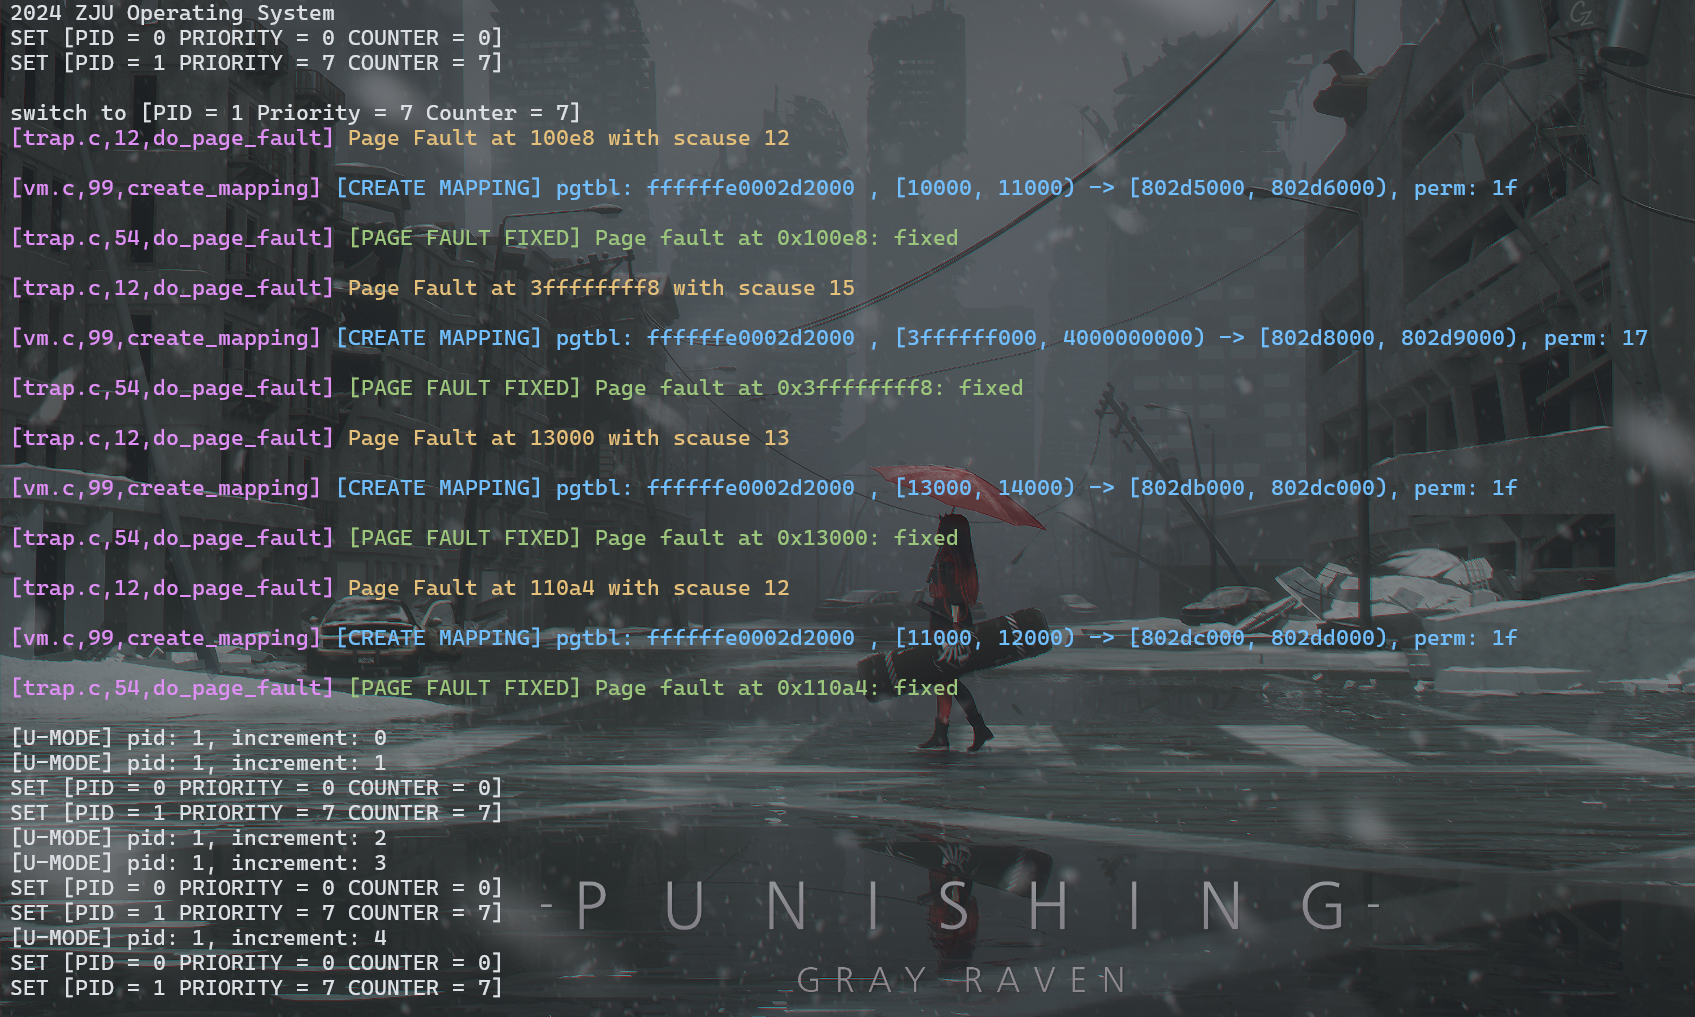 2024 ZJU Operating System
SET [PID = 0 PRIORITY = 0 COUNTER = 0]
SET [PID = 1 PRIORITY = 7 COUNTER = 7]
switch to [PID = 1 Priority = 7 Counter = 7]
[trap.c,12,do_page_fault] Page Fault at 100e8 with scause 12
[vm.c,99,create_mapping] [CREATE MAPPING] pgtbl: ffffffe0002d2000 , [10000, 11000) -> [802d5000, 802d6000), perm: 1f
[trap.c,54,do_page_fault] [PAGE FAULT FIXED] Page fault at 0x100e8: fixed
[trap.c,12,do_page_fault] Page Fault at 3ffffffff8 with scause 15
[vm.c,99,create_mapping] [CREATE MAPPING] pgtbl: ffffffe0002d2000 , [3ffffff000, 4000000000) -> [802d8000, 802d9000), perm: 17
[trap.c,54,do_page_fault] [PAGE FAULT FIXED] Page fault at 0x3ffffffff8: fixed
[trap.c,12,do_page_fault] Page Fault at 13000 with scause 13
[vm.c,99,create_mapping] [CREATE MAPPING] pgtbl: ffffffe0002d2000 , [13000, 14000) -> [802db000, 802dc000), perm: 1f
[trap.c,54,do_page_fault] [PAGE FAULT FIXED] Page fault at 0x13000: fixed
[trap.c,12,do_page_fault] Page Fault at 110a4 with scause 12
[vm.c,99,create_mapping] [CREATE MAPPING] pgtbl: ffffffe0002d2000 , [11000, 12000) -> [802dc000, 802dd000), perm: 1f
[trap.c,54,do_page_fault] [PAGE FAULT FIXED] Page fault at 0x110a4: fixed
[U-MODE] pid: 1, increment: 0
[U-MODE] pid: 1, increment: 1
SET [PID = 0 PRIORITY = 0 COUNTER = 0]
SET [PID = 1 PRIORITY = 7 COUNTER = 7]
[U-MODE] pid: 1, increment: 2
[U-MODE] pid: 1, increment: 3
SET [PID = 0 PRIORITY = 0 COUNTER = 0]
SET [PID = 1 PRIORITY = 7 COUNTER = 7]
[U-MODE] pid: 1, increment: 4
SET [PID = 0 PRIORITY = 0 COUNTER = 0]
SET [PID = 1 PRIORITY = 7 COUNTER = 7]
-PUNISHING-
GRAY RAVEN